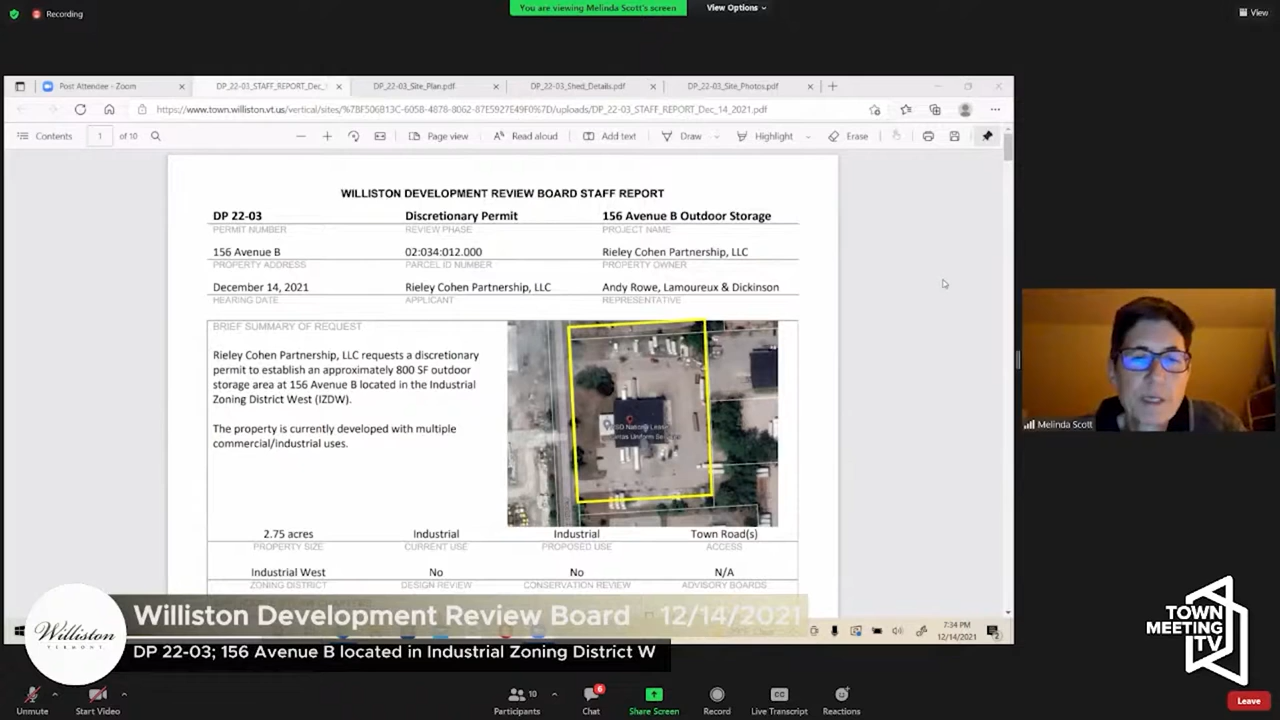 Recording
You are viewing Melinda Scott's screen
View Options
View
Post Attendee - Zoom
DP_22-03_STAFF_REPORT_Dec_1
DP_22-03_Site_Plan.pdf
DP_22-03_Shed_Details.pdf
DP_22-03_Site_Photos.pdf
https://www.town.williston.vt.us/vertical/sites/%7BF506B13C-6058-4878-8062-87E5927E49F0%7D/uploads/DP_22-03_STAFF_REPORT_Dec_14_2021.pdf
Contents
1
of 10
Page view
Read aloud
Add text
Draw
Highlight
Erase
WILLISTON DEVELOPMENT REVIEW BOARD STAFF REPORT
DP 22-03
Discretionary Permit
156 Avenue B Outdoor Storage
PERMIT NUMBER
REVIEW PHASE
PROJECT NAME
156 Avenue B
02:034:012.000
Rieley Cohen Partnership, LLC
PROPERTY ADDRESS
PARCEL ID NUMBER
PROPERTY OWNER
December 14, 2021
Rieley Cohen Partnership, LLC
Andy Rowe, Lamoureux & Dickinson
HEARING DATE
APPLICANT
REPRESENTATIVE
BRIEF SUMMARY OF REQUEST
Rieley Cohen Partnership, LLC requests a discretionary
permit to establish an approximately 800 SF outdoor
storage area at 156 Avenue B located in the Industrial
Zoning District West (IZDW).
The property is currently developed with multiple
commercial/industrial uses.
2.75 acres
Industrial
Industrial
Town Road(s)
PROPERTY SIZE
CURRENT USE
PROPOSED USE
ACCESS
Industrial West
No
No
N/A
ZONING DISTRICT
DESIGN REVIEW
CONSERVATION REVIEW
ADVISORY BOARDS
Melinda Scott
Williston
VERMONT
Williston Development Review Board 12/14/2021
DP 22-03; 156 Avenue B located in Industrial Zoning District W
7:34 PM
12/14/2021
TOWN
MEETING
TV
Unmute
Start Video
10
Participants
6
Chat
Share Screen
Record
CC
Live Transcript
Reactions
Leave